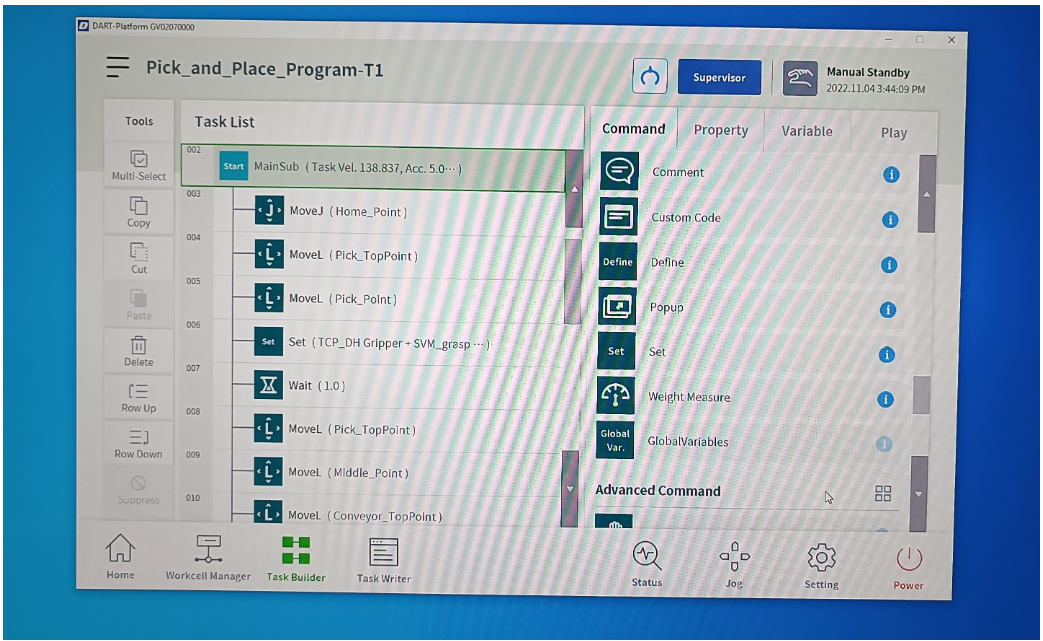 DART-Platform GV02070000
Pick_and_Place_Program-T1
Supervisor
Manual Standby
2022.11.04 3:44:09 PM
Tools
Multi-Select
Copy
Cut
Paste
Delete
Row Up
Row Down
Suppress
Task List
002
Start
MainSub ( Task Vel. 138.837, Acc. 5.0··· )
003
J
MoveJ ( Home_Point )
004
L
MoveL ( Pick_TopPoint )
005
L
MoveL ( Pick_Point )
006
Set
Set ( TCP_DH Gripper + SVM_grasp ··· )
007
Wait ( 1.0 )
008
L
MoveL ( Pick_TopPoint )
009
L
MoveL ( Middle_Point )
010
L
MoveL ( Conveyor_TopPoint )
Command
Property
Variable
Play
Comment
Custom Code
Define
Define
Popup
Set
Set
Weight Measure
Global
Var.
GlobalVariables
Advanced Command
Home
Workcell Manager
Task Builder
Task Writer
Status
Jog
Setting
Power